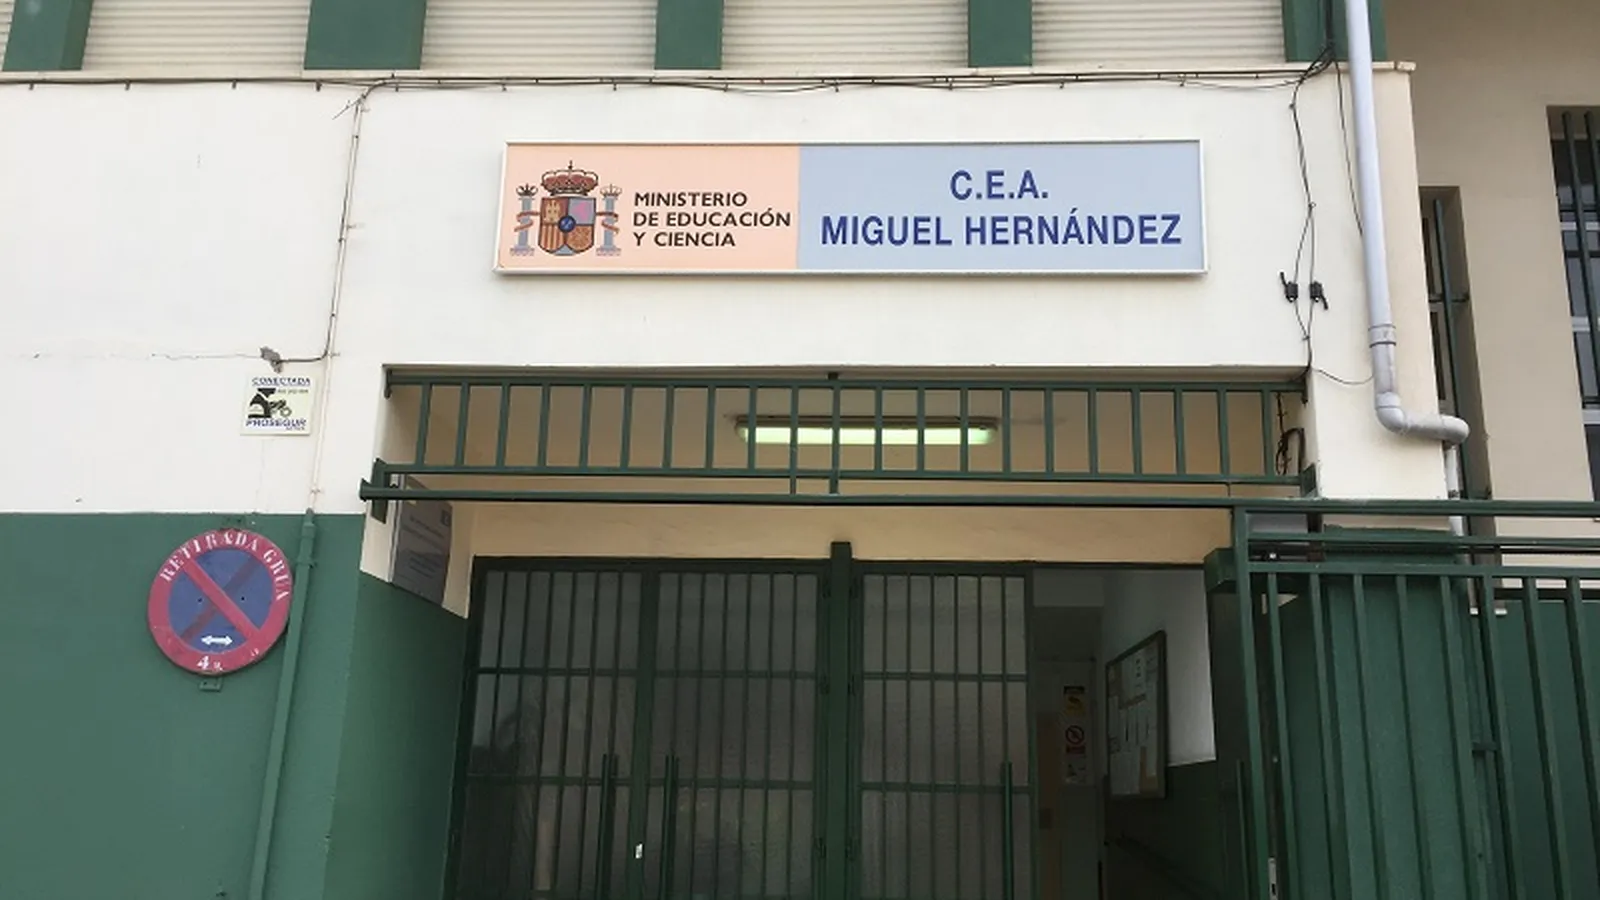 MINISTERIO
DE EDUCACIÓN
Y CIENCIA
C.E.A.
MIGUEL HERNÁNDEZ
CONECTADA
PROSEGUR
RETIRADA GRUA